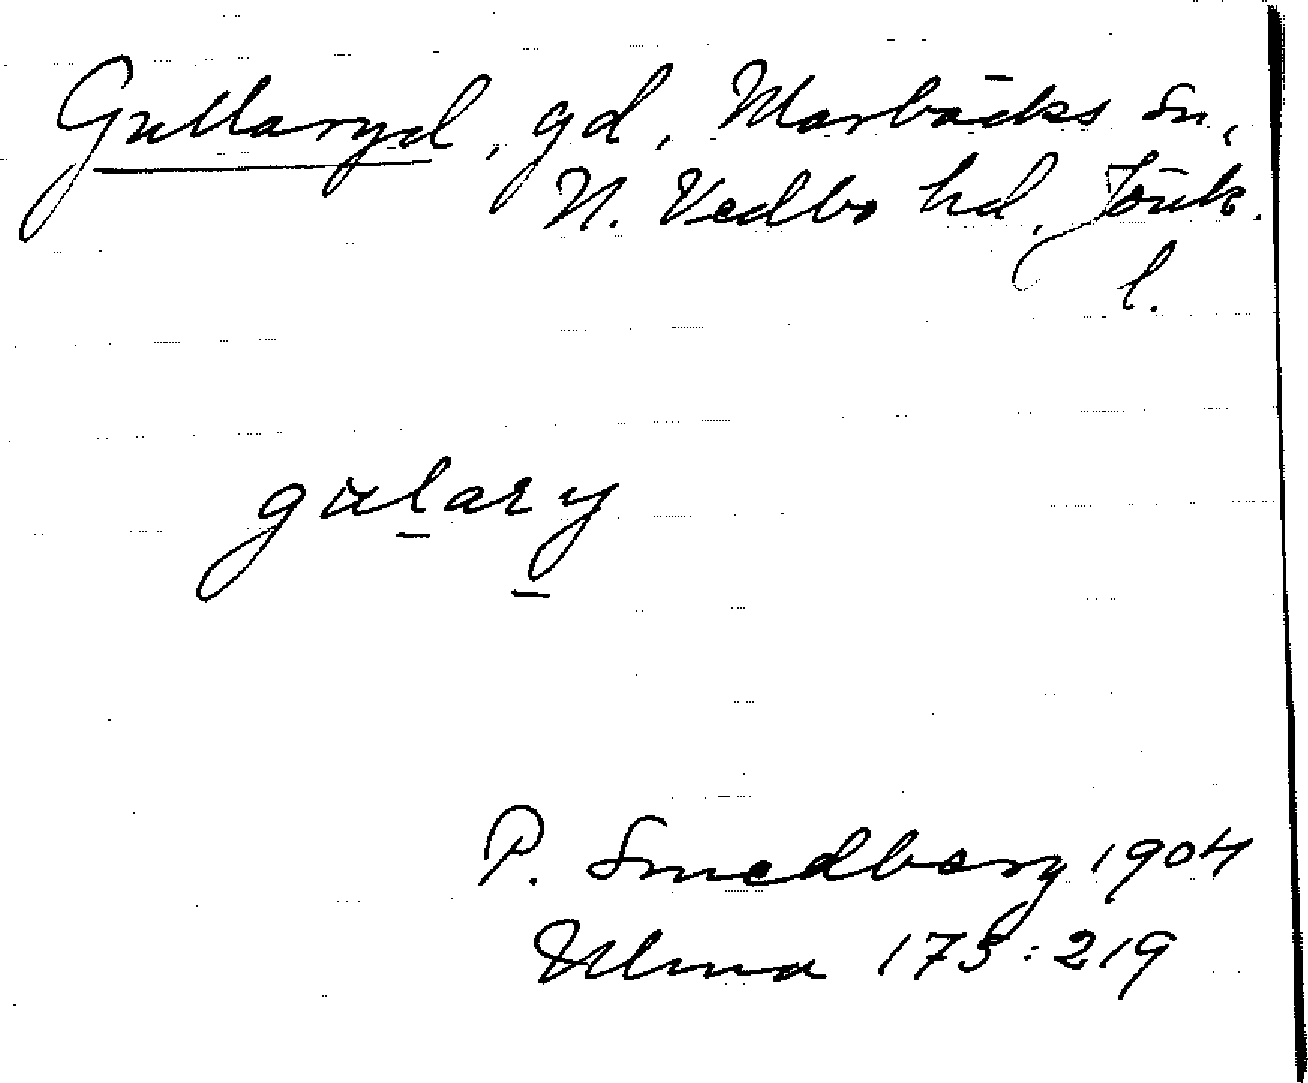 Gullaryd, gd, Marbäcks sn,
N. Vedbo hd, Jönk.
l.
gulary
P. Smedberg 1904
Ulma 175:219